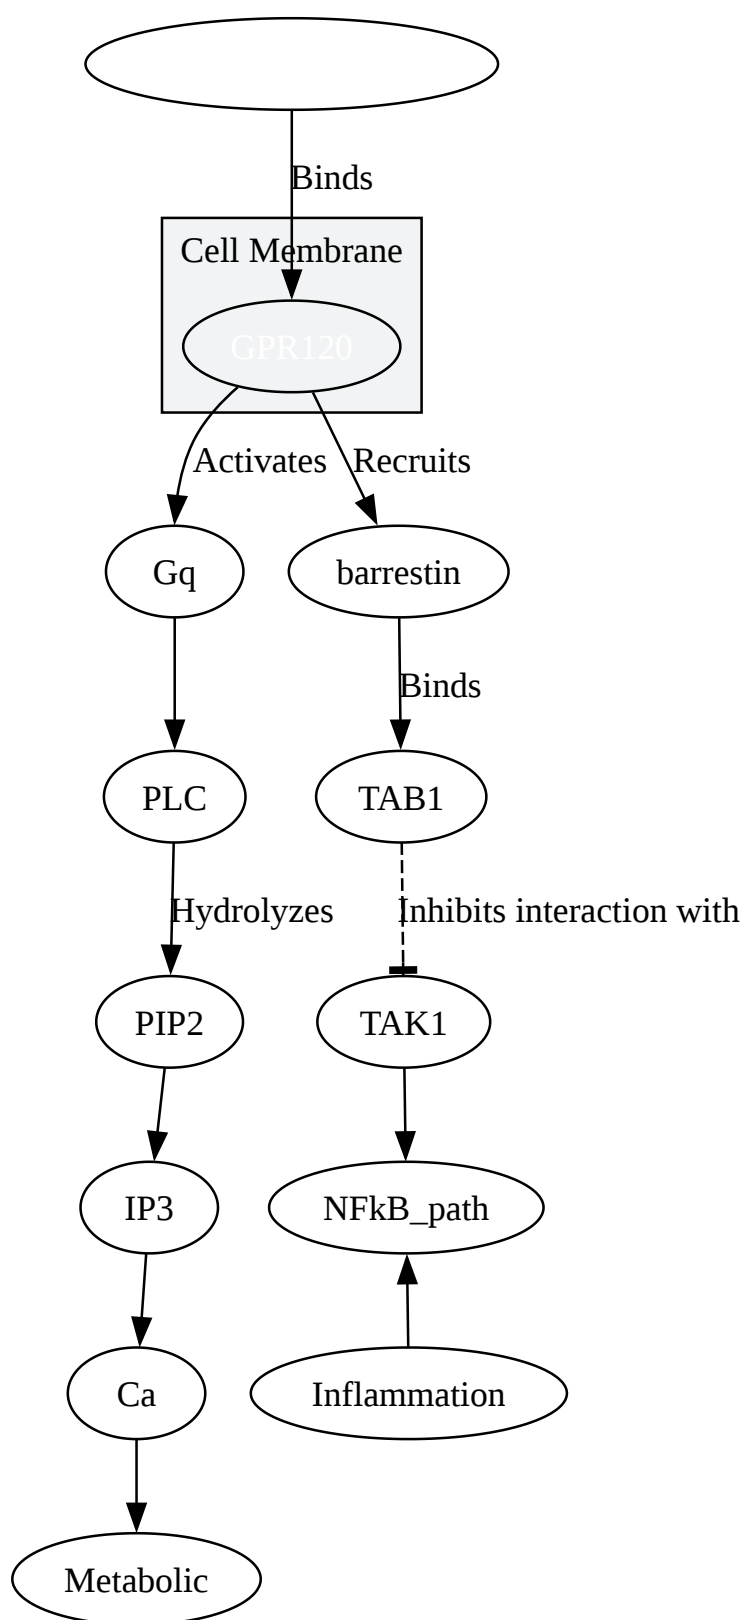 Binds
Cell Membrane
GPR120
Activates
Recruits
Gq
barrestin
Binds
PLC
TAB1
Hydrolyzes
Inhibits interaction with
PIP2
TAK1
IP3
NFkB_path
Ca
Inflammation
Metabolic